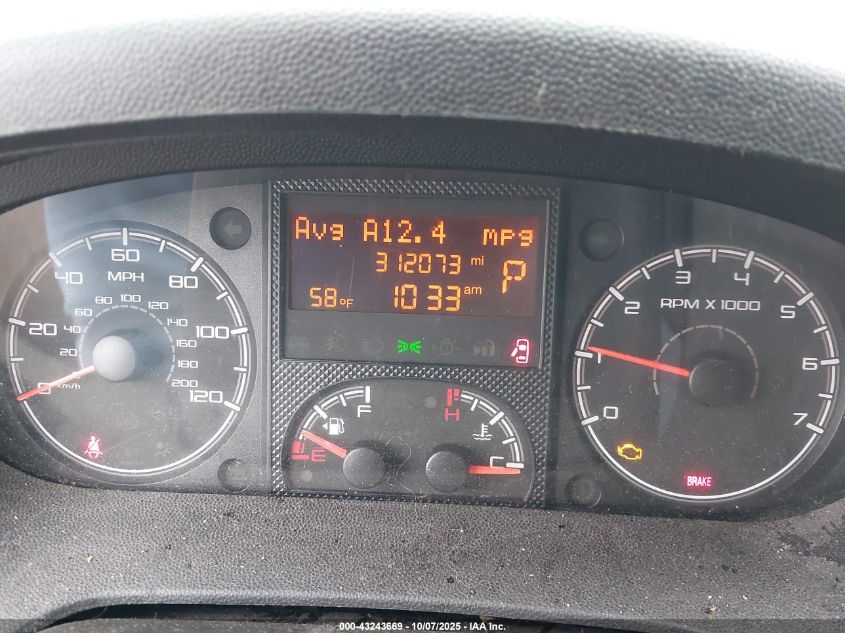 Avg A12.4 mpg
312073 mi
P
58°F 1033 am
MPH
0 20 40 60 80 100 120
km/h
20 40 60 80 100 120 140 160 180 200
RPM X 1000
0 1 2 3 4 5 6 7
F
E
H
C
BRAKE
000-43243669 - 10/07/2025 - IAA Inc.